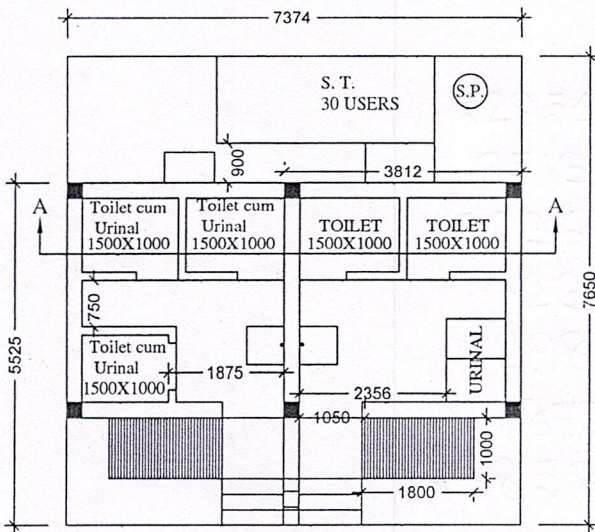 7374
S. T.
30 USERS
S.P.
900
3812
A
A
Toilet cum
Urinal
1500X1000
Toilet cum
Urinal
1500X1000
TOILET
1500X1000
TOILET
1500X1000
750
5525
7650
Toilet cum
Urinal
1500X1000
1875
URINAL
2356
1050
1000
1800